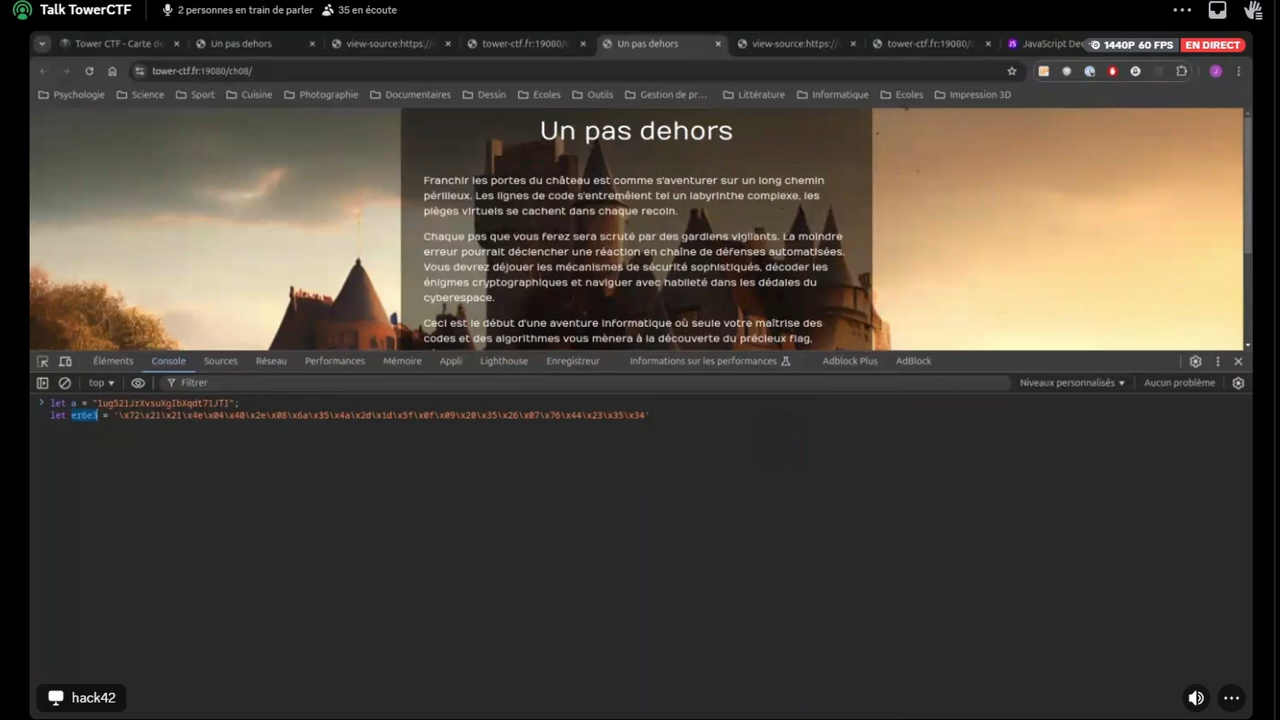 Talk TowerCTF
2 personnes en train de parler
35 en écoute
Tower CTF - Carte de
Un pas dehors
view-source:https://
tower-ctf.fr:19080/
Un pas dehors
view-source:https://
tower-ctf.fr:19080/
JavaScript De
1440P 60 FPS
EN DIRECT
tower-ctf.fr:19080/ch08/
Psychologie
Science
Sport
Cuisine
Photographie
Documentaires
Dessin
Ecoles
Outils
Gestion de pr…
Littérature
Informatique
Ecoles
Impression 3D
Un pas dehors
Franchir les portes du château est comme s'aventurer sur un long chemin
périlleux. Les lignes de code s'entremêlent tel un labyrinthe complexe, les
pièges virtuels se cachent dans chaque recoin.
Chaque pas que vous ferez sera scruté par des gardiens vigilants. La moindre
erreur pourrait déclencher une réaction en chaîne de défenses automatisées.
Vous devrez déjouer les mécanismes de sécurité sophistiqués, décoder les
énigmes cryptographiques et naviguer avec habileté dans les dédales du
cyberespace.
Ceci est le début d'une aventure informatique où seule votre maîtrise des
codes et des algorithmes vous mènera à la découverte du précieux flag,
Éléments
Console
Sources
Réseau
Performances
Mémoire
Appli
Lighthouse
Enregistreur
Informations sur les performances
Adblock Plus
AdBlock
top
Filtrer
Niveaux personnalisés
Aucun problème
let a = "1ug521JrXvsuXgIbXqdt71JTI";
let er6e3 = '\x72\x21\x21\x4e\x04\x40\x2e\x08\x6a\x35\x4a\x2d\x1d\x5f\x0f\x09\x20\x35\x26\x07\x76\x44\x23\x35\x34'
hack42